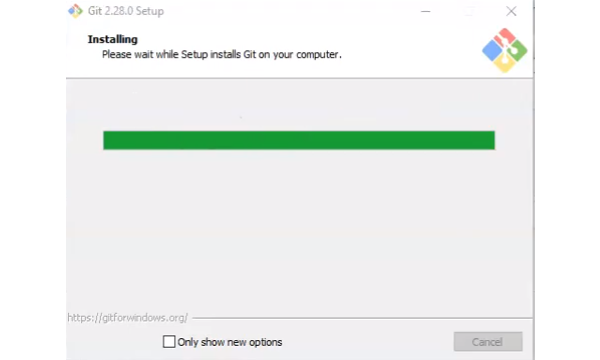 Git 2.28.0 Setup
Installing
Please wait while Setup installs Git on your computer.
https://gitforwindows.org/
Only show new options
Cancel